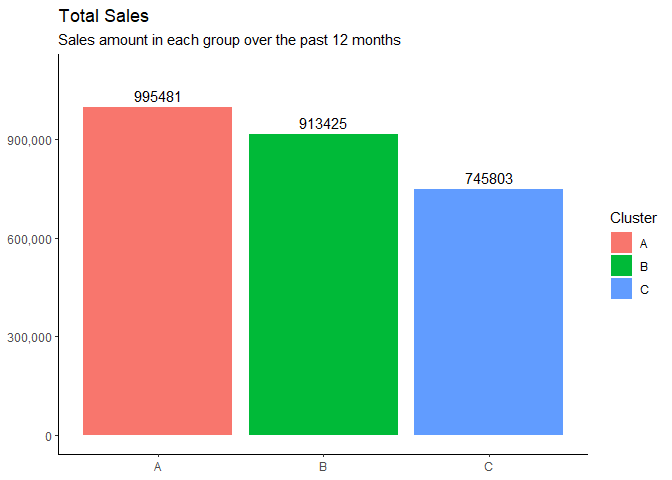 Total Sales
Sales amount in each group over the past 12 months
995481
913425
745803
900,000
600,000
300,000
0
A
B
C
Cluster
A
B
C